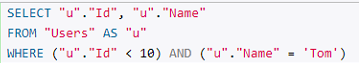 SELECT "u"."Id", "u"."Name"
FROM "Users" AS "u"
WHERE ("u"."Id" < 10) AND ("u"."Name" = 'Tom')